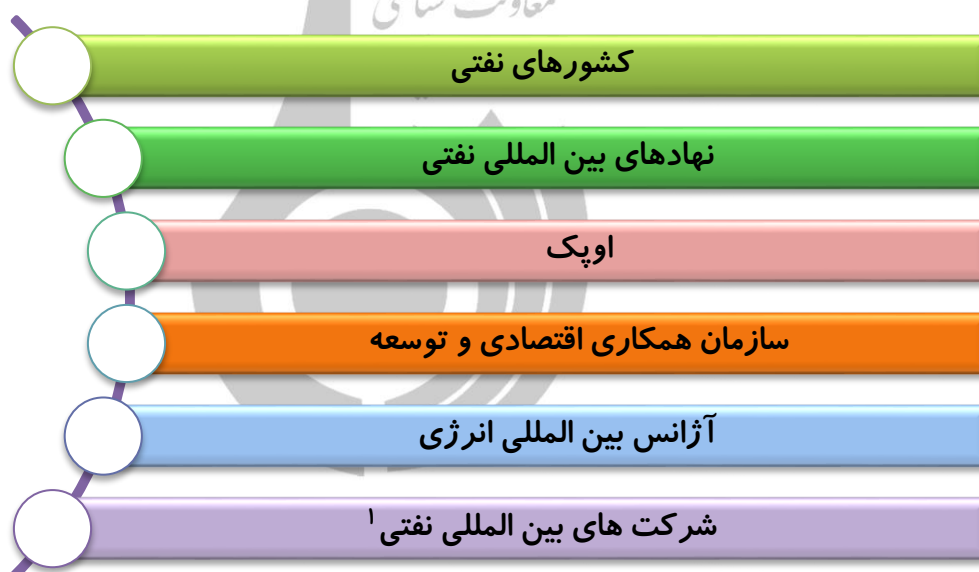 معاونت
کشورهای نفتی
نهادهای بین المللی نفتی
اوپک
سازمان همکاری اقتصادی و توسعه
آژانس بین المللی انرژی
شرکت های بین المللی نفتی۱